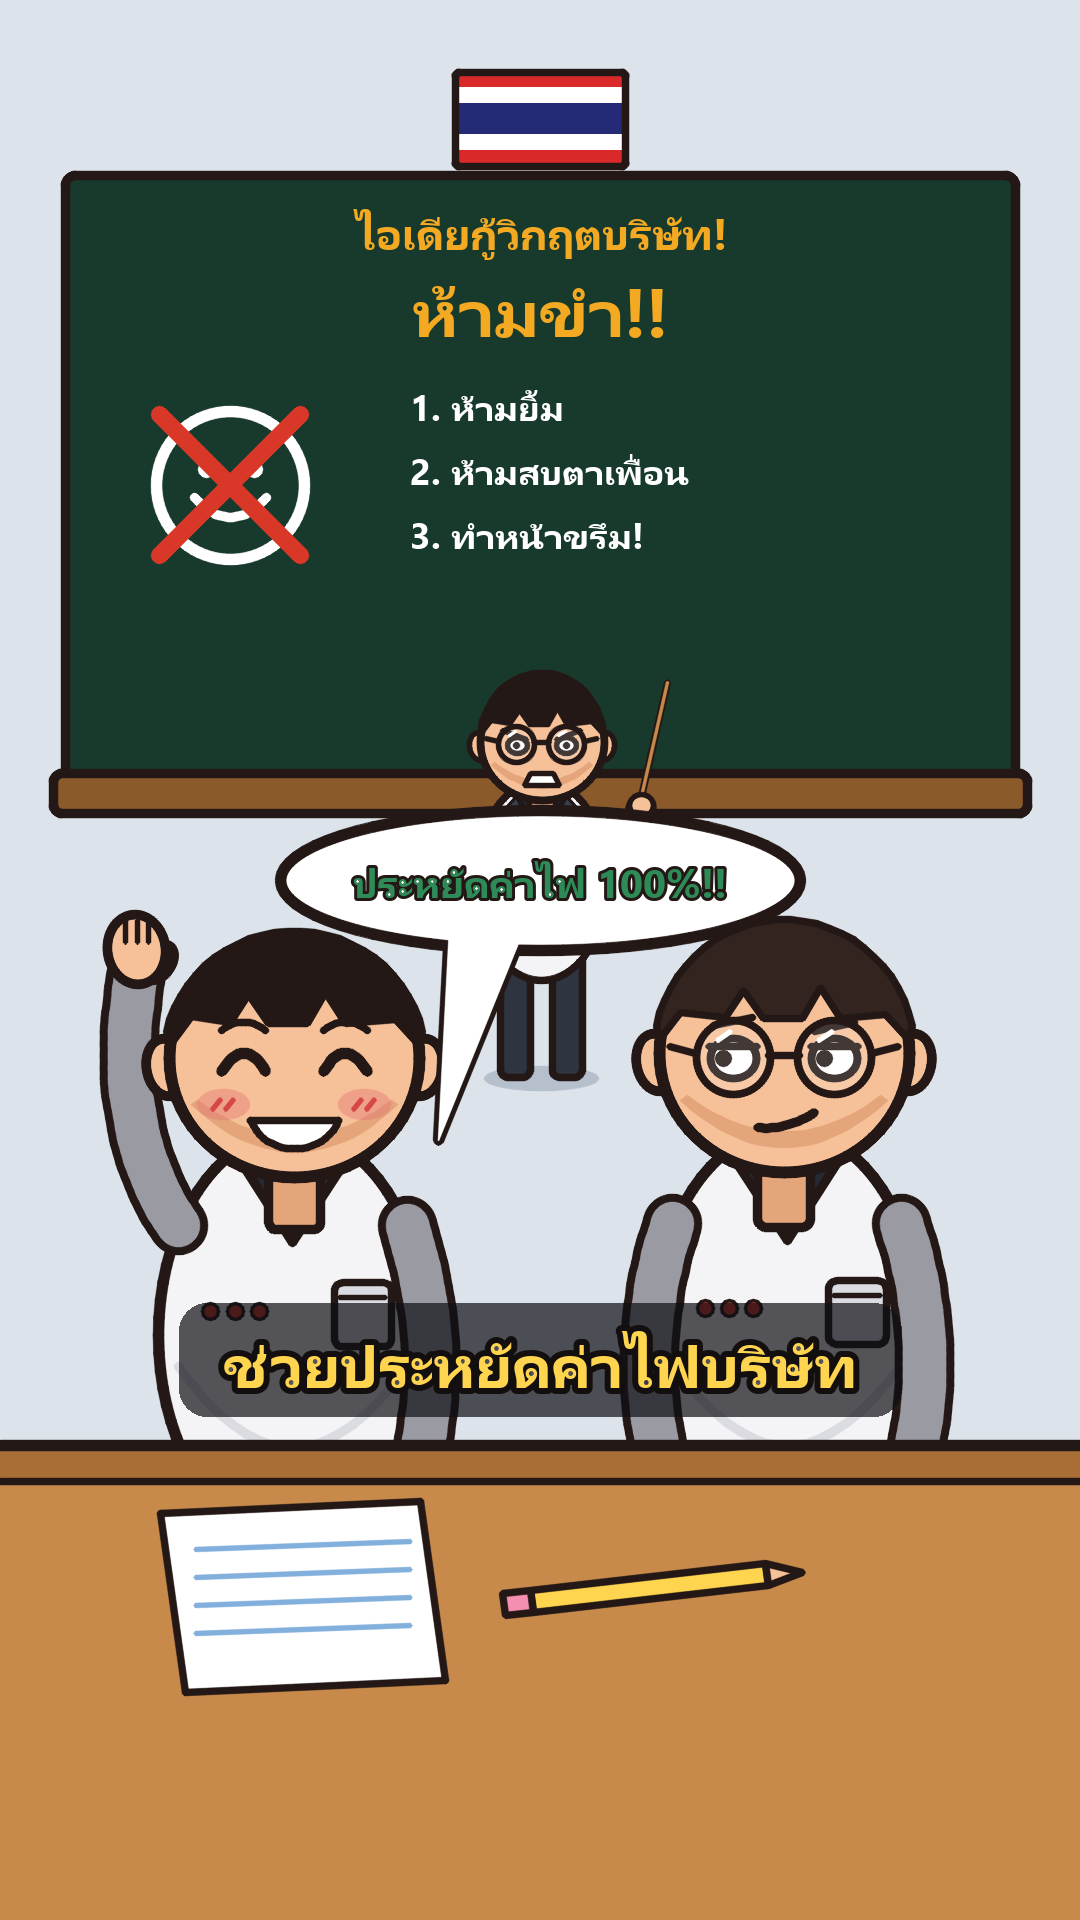 ไอเดียกู้วิกฤตบริษัท!
ห้ามขำ!!
1. ห้ามยิ้ม
2. ห้ามสบตาเพื่อน
3. ทำหน้าขรึม!
ประหยัดค่าไฟ 100%!!
ช่วยประหยัดค่าไฟบริษัท